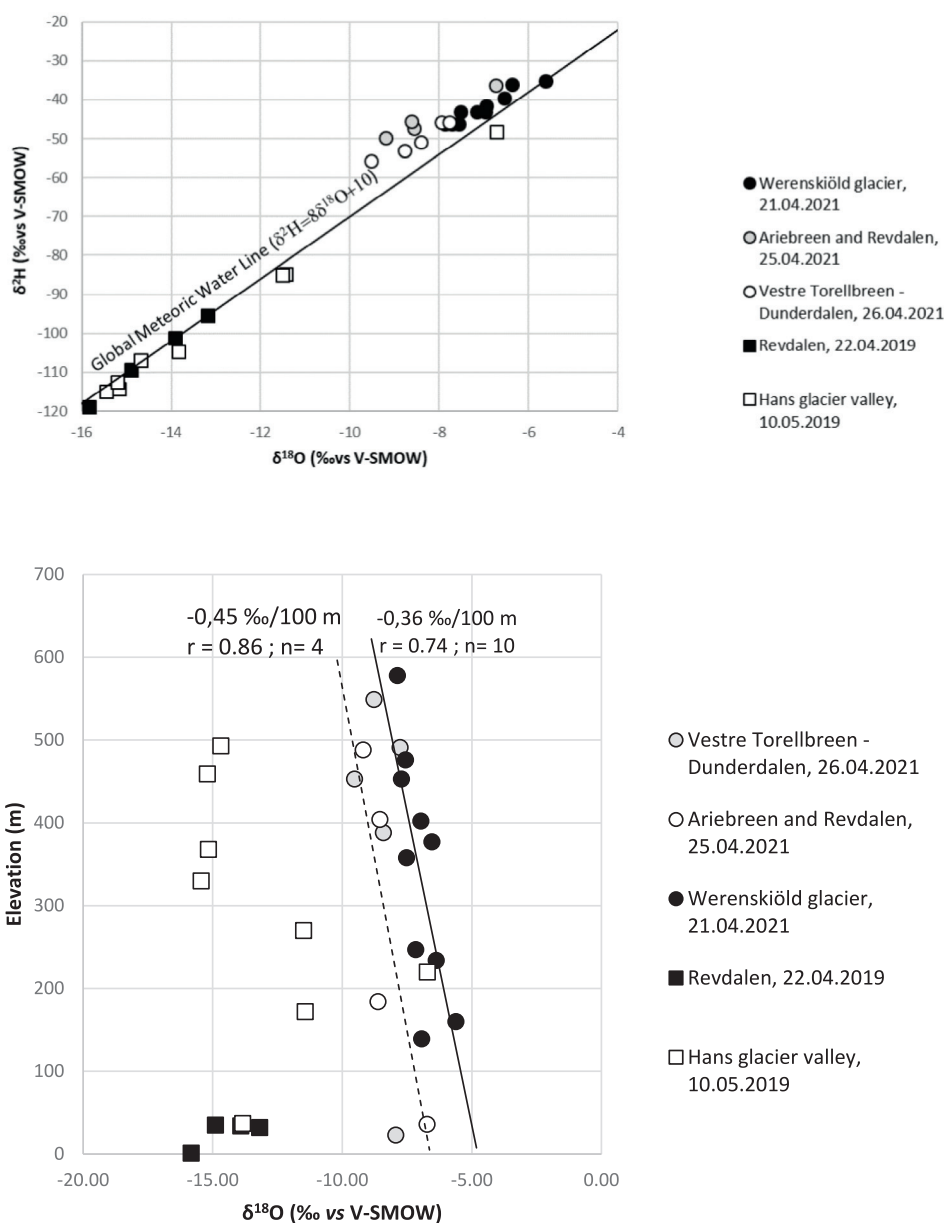 -20
-30
-40
-50
-60
-70
-80
-90
-100
-110
-120
δ²H (‰vs V-SMOW)
Global Meteoric Water Line (δ²H=8δ¹⁸O+10)
-16 -14 -12 -10 -8 -6 -4
δ¹⁸O (‰vs V-SMOW)
Werenskiöld glacier,
21.04.2021
Ariebreen and Revdalen,
25.04.2021
Vestre Torellbreen -
Dunderdalen, 26.04.2021
Revdalen, 22.04.2019
Hans glacier valley,
10.05.2019
700
600
500
400
300
200
100
0
Elevation (m)
-0,45 ‰/100 m
r = 0.86 ; n= 4
-0,36 ‰/100 m
r = 0.74 ; n= 10
-20.00 -15.00 -10.00 -5.00 0.00
δ¹⁸O (‰ vs V-SMOW)
Vestre Torellbreen -
Dunderdalen, 26.04.2021
Ariebreen and Revdalen,
25.04.2021
Werenskiöld glacier,
21.04.2021
Revdalen, 22.04.2019
Hans glacier valley,
10.05.2019